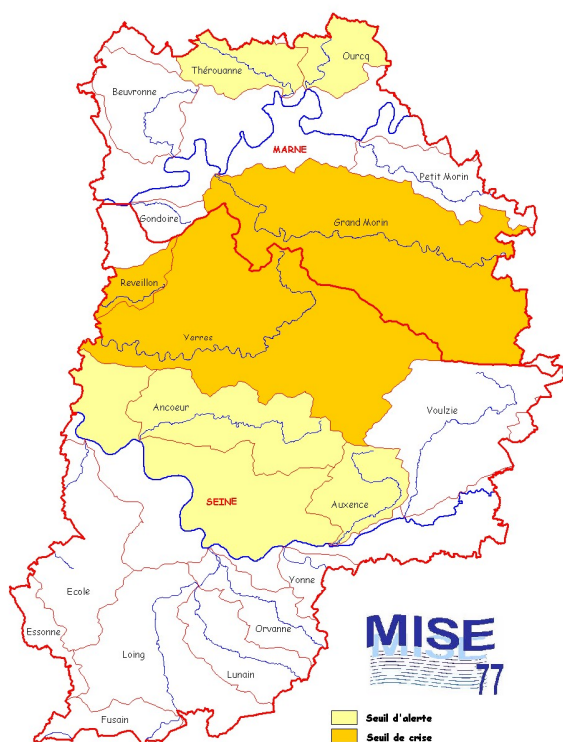 Ourcq
Thérouanne
Beuvronne
MARNE
Petit Morin
Gondoire
Grand Morin
Reveillon
Yerres
Ancoeur
Voulzie
SEINE
Auxence
Yonne
Ecole
Essonne
Orvanne
Loing
Lunain
Fusain
MISE
77
Seuil d'alerte
Seuil de crise